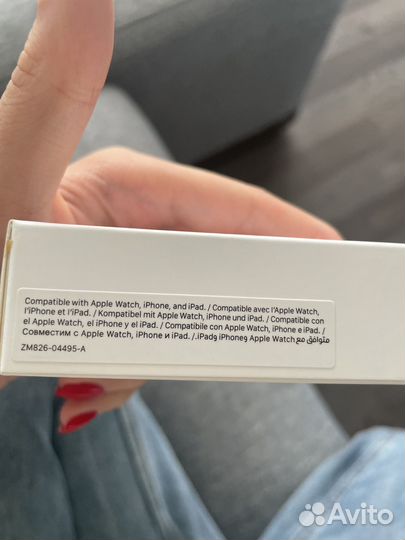 Compatible with Apple Watch, iPhone, and iPad. / Compatible avec l'Apple Watch,
l'iPhone et l'iPad. / Kompatibel mit Apple Watch, iPhone und iPad. / Compatible con
el Apple Watch, el iPhone y el iPad. / Compatibile con Apple Watch, iPhone e iPad. /
Совместим с Apple Watch, iPhone и iPad. / متوافق مع Apple Watch وiPhone وiPad.
ZM826-04495-A
Avito